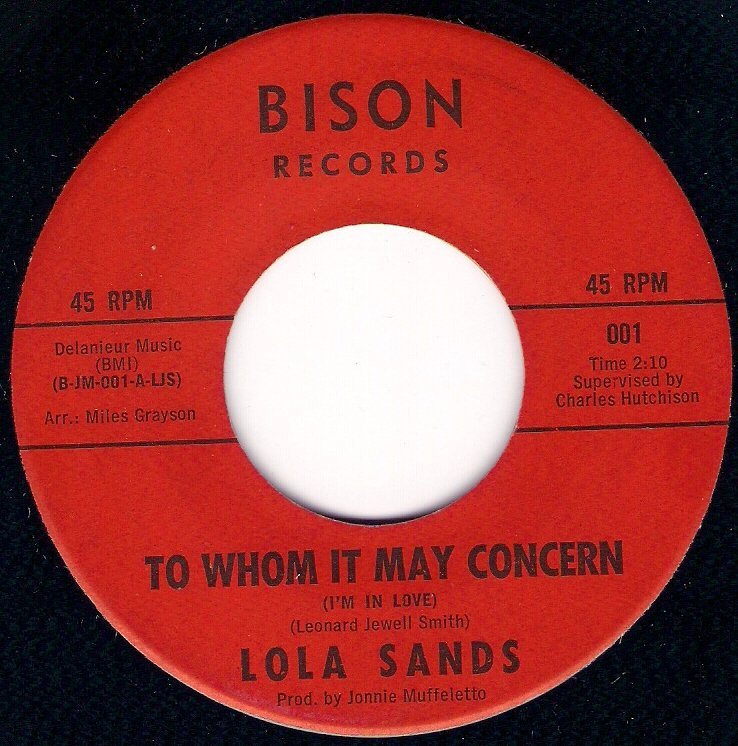 BISON
RECORDS
45 RPM
Delanieur Music
(BMI)
(B-JM-001-A-LJS)
Arr.: Miles Grayson
45 RPM
001
Time 2:10
Supervised by
Charles Hutchison
TO WHOM IT MAY CONCERN
(I'M IN LOVE)
(Leonard Jewell Smith)
LOLA SANDS
Prod. by Jonnie Muffeletto